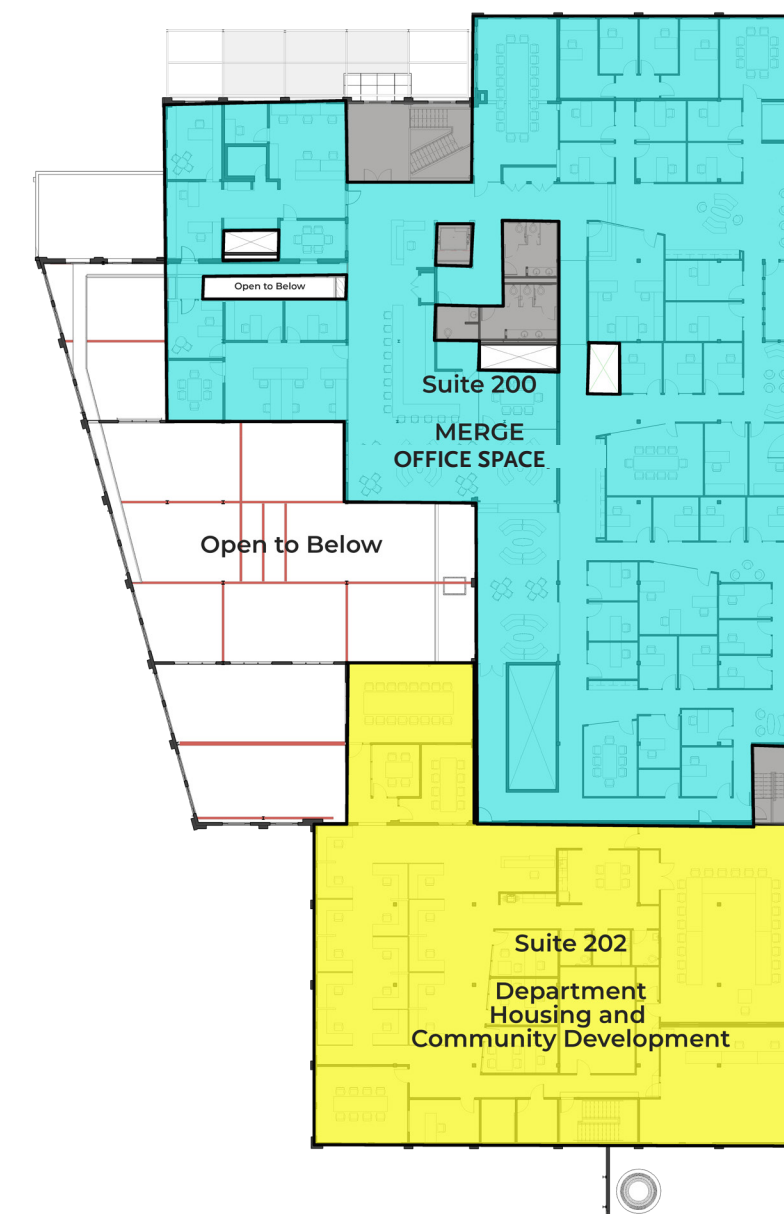 Open to Below
Suite 200
MERGE
OFFICE SPACE
Open to Below
Suite 202
Department
Housing and
Community Development